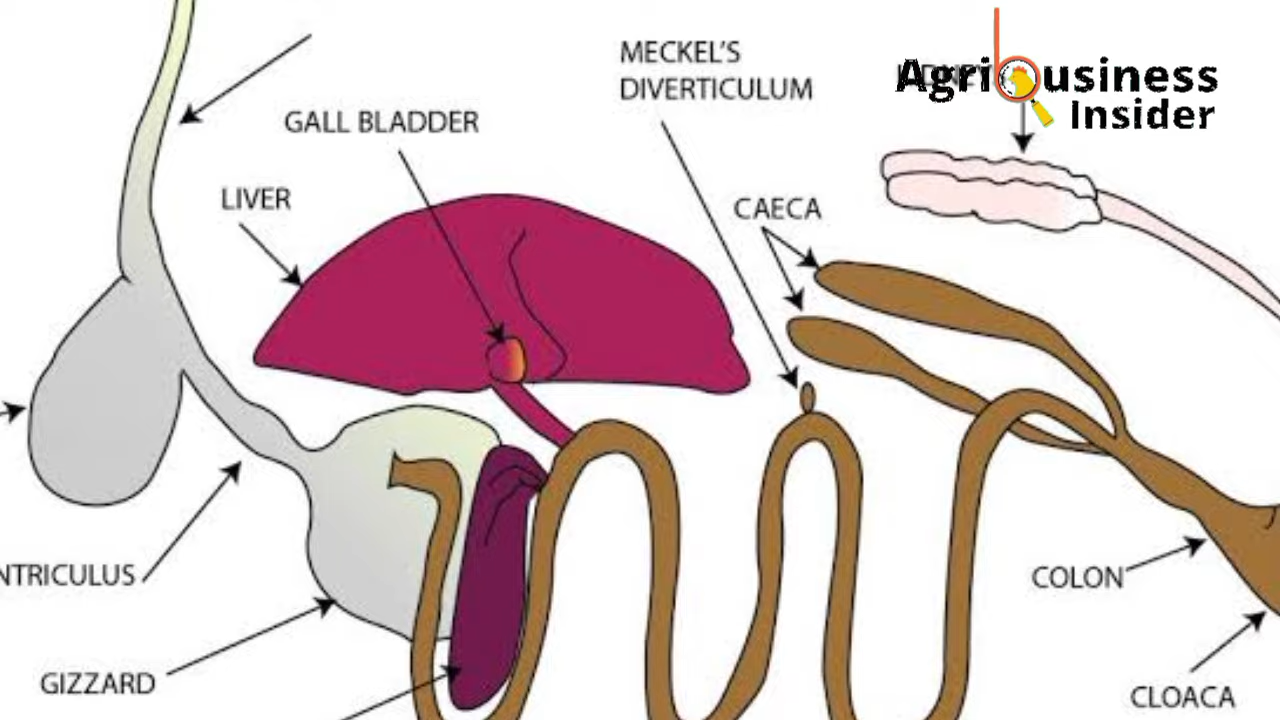 MECKEL'S
DIVERTICULUM
Agribusiness
Insider
GALL BLADDER
LIVER
CAECA
NTRICULUS
COLON
GIZZARD
CLOACA